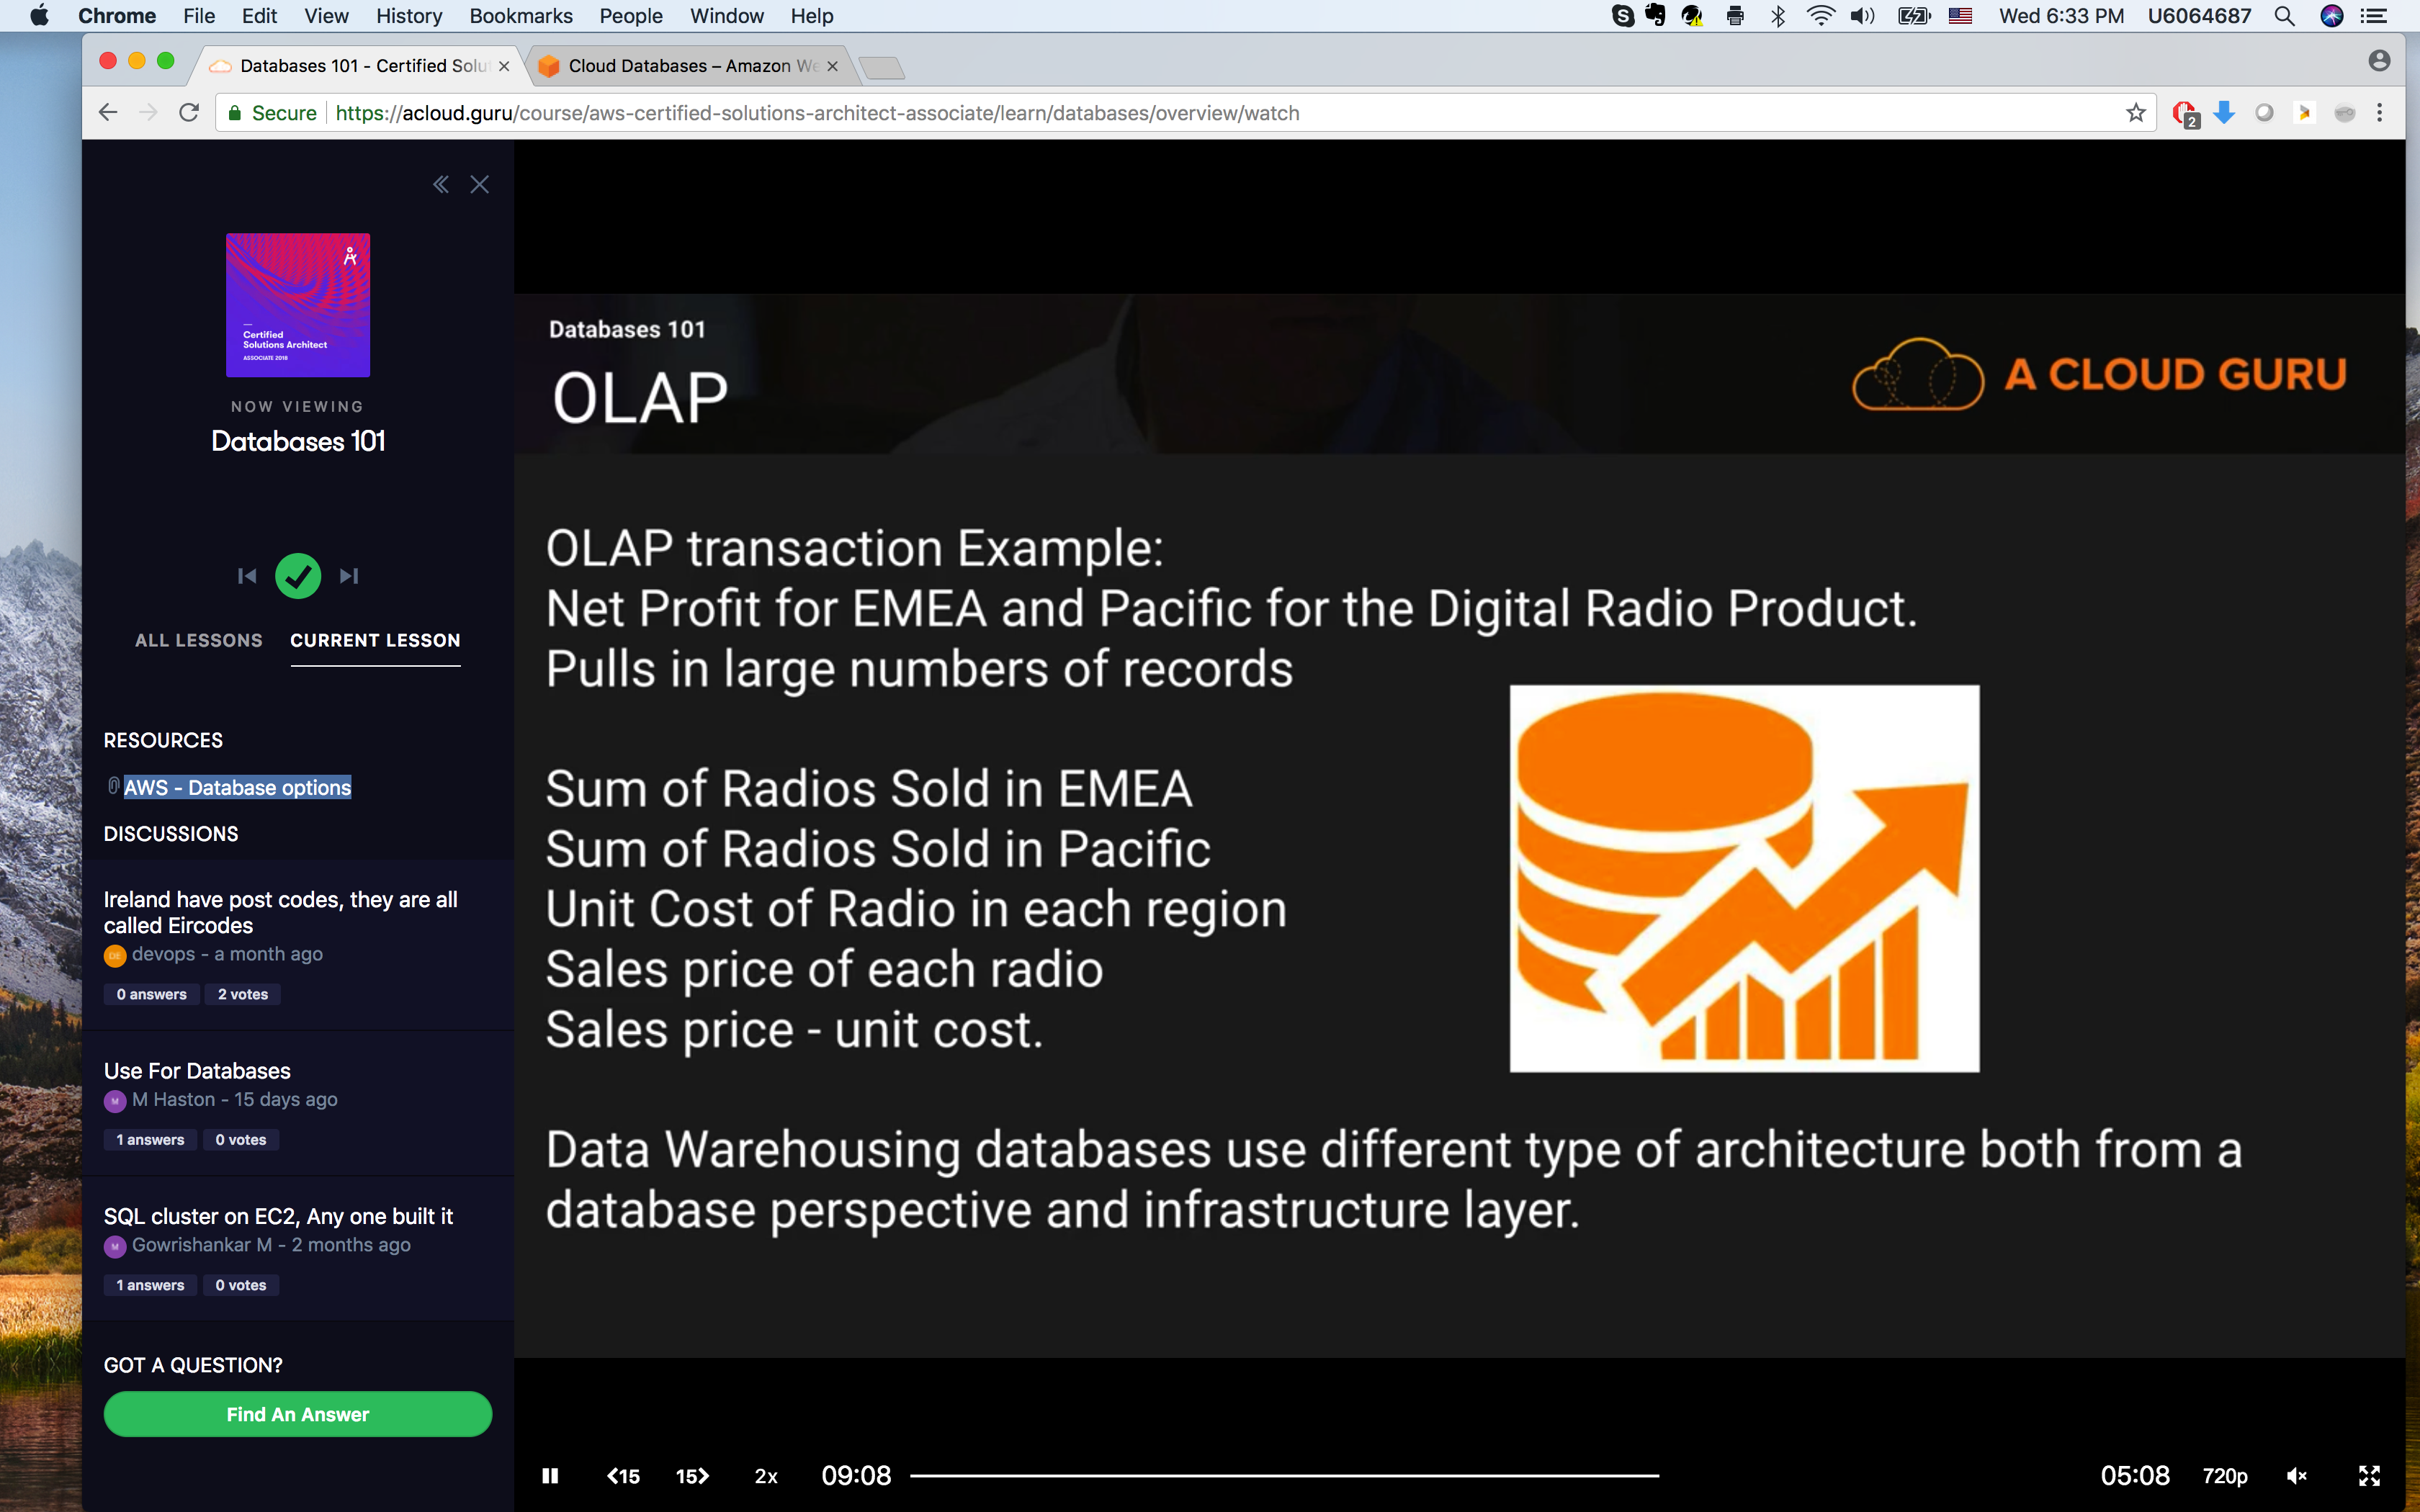 Chrome File Edit View History Bookmarks People Window Help
Wed 6:33 PM U6064687
Databases 101 - Certified Solu
Cloud Databases – Amazon We
Secure https://acloud.guru/course/aws-certified-solutions-architect-associate/learn/databases/overview/watch
2
Certified
Solutions Architect
ASSOCIATE 2018
NOW VIEWING
Databases 101
ALL LESSONS CURRENT LESSON
RESOURCES
AWS - Database options
DISCUSSIONS
Ireland have post codes, they are all
called Eircodes
DE devops - a month ago
0 answers 2 votes
Use For Databases
M M Haston - 15 days ago
1 answers 0 votes
SQL cluster on EC2, Any one built it
M Gowrishankar M - 2 months ago
1 answers 0 votes
GOT A QUESTION?
Find An Answer
Databases 101
OLAP
A CLOUD GURU
OLAP transaction Example:
Net Profit for EMEA and Pacific for the Digital Radio Product.
Pulls in large numbers of records
Sum of Radios Sold in EMEA
Sum of Radios Sold in Pacific
Unit Cost of Radio in each region
Sales price of each radio
Sales price - unit cost.
Data Warehousing databases use different type of architecture both from a
database perspective and infrastructure layer.
15 15 2x 09:08 05:08 720p